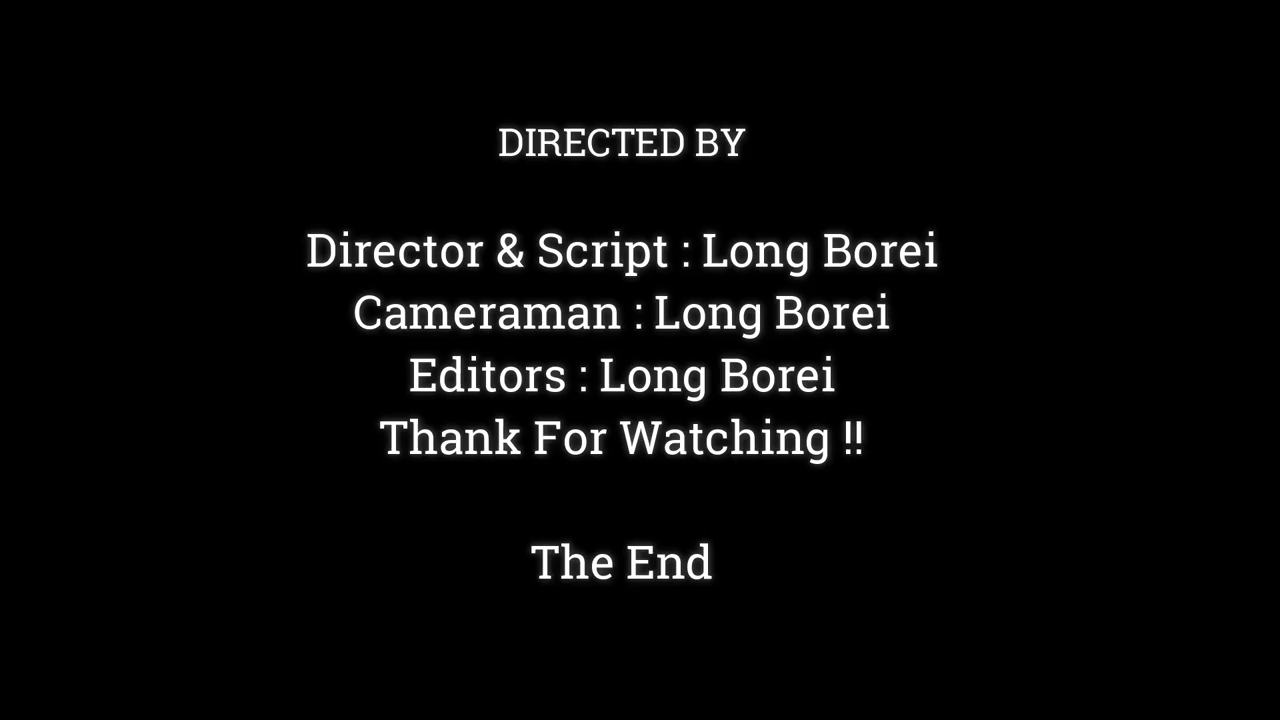 DIRECTED BY
Director & Script : Long Borei
Cameraman : Long Borei
Editors : Long Borei
Thank For Watching !!
The End